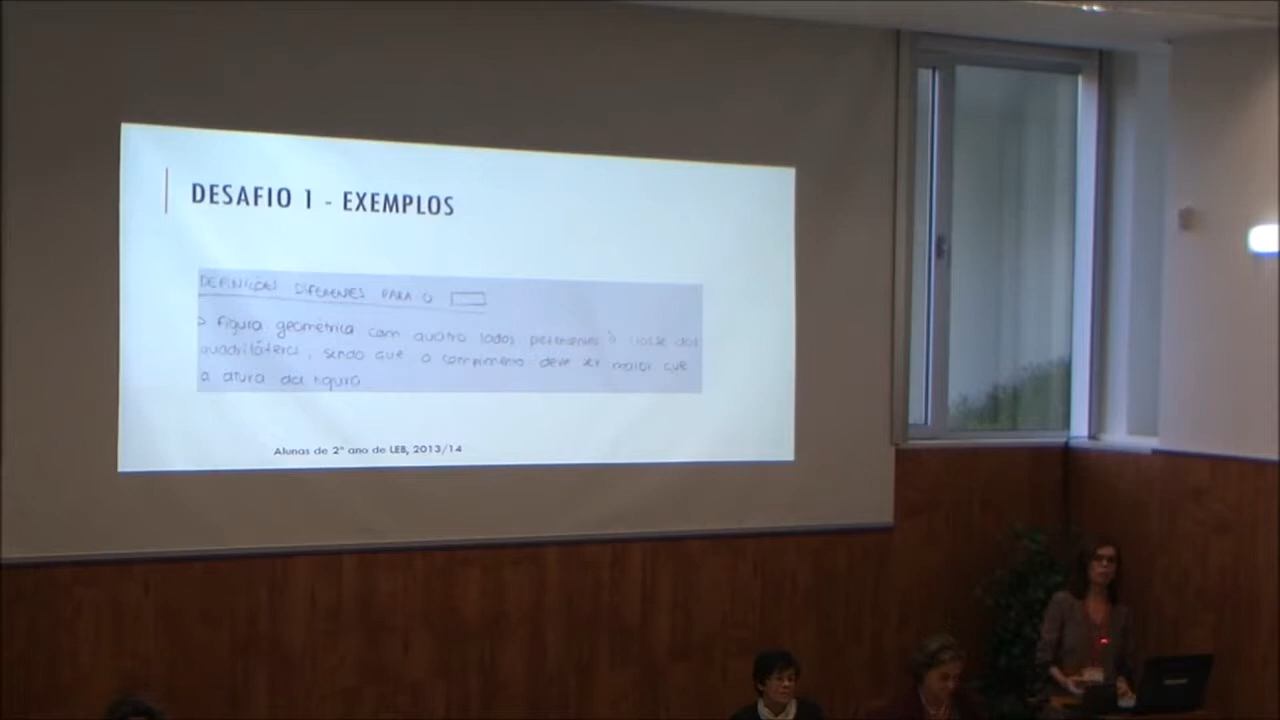 DESAFIO 1 - EXEMPLOS
DEFINIÇÕES DIFERENTES PARA O
figura geométrica com quatro lados pertencentes à classe dos
quadriláteros, sendo que o comprimento deve ser maior que
a altura da figura
Alunas de 2º ano de LEB, 2013/14